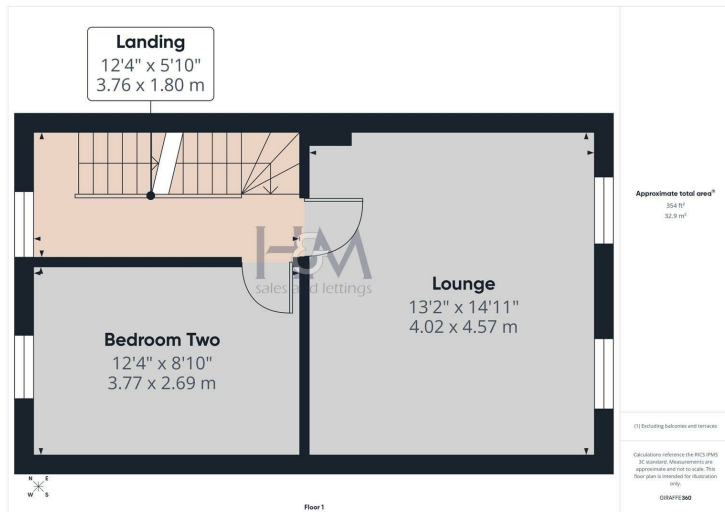 Landing
12'4" x 5'10"
3.76 x 1.80 m
H&M
sales and lettings
Lounge
13'2" x 14'11"
4.02 x 4.57 m
Bedroom Two
12'4" x 8'10"
3.77 x 2.69 m
N E
W S
Floor 1
Approximate total area⁽¹⁾
354 ft²
32.9 m²
(1) Excluding balconies and terraces
Calculations reference the RICS IPMS
3C standard. Measurements are
approximate and not to scale. This
floor plan is intended for illustration
only.
GIRAFFE360